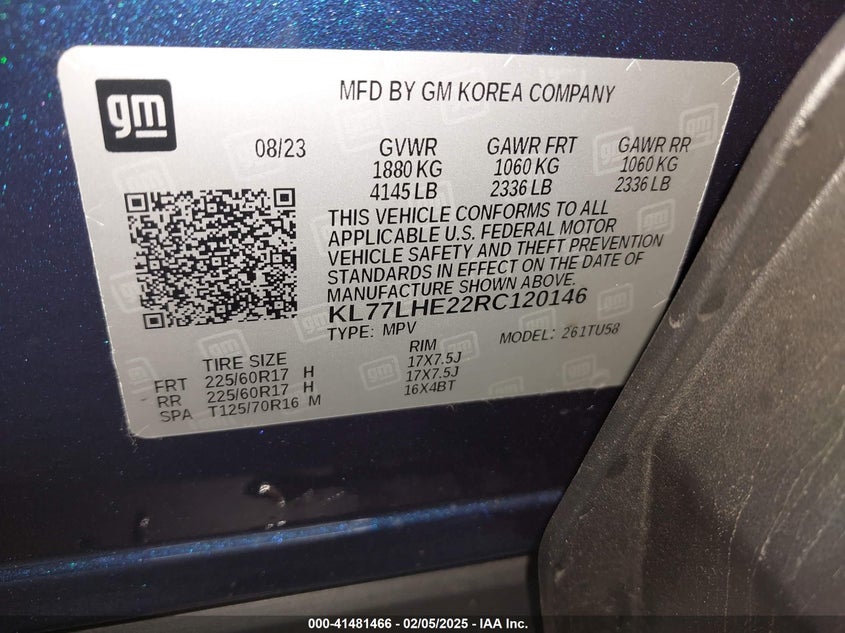 gm
MFD BY GM KOREA COMPANY
08/23 GVWR GAWR FRT GAWR RR
1880 KG 1060 KG 1060 KG
4145 LB 2336 LB 2336 LB
THIS VEHICLE CONFORMS TO ALL
APPLICABLE U.S. FEDERAL MOTOR
VEHICLE SAFETY AND THEFT PREVENTION
STANDARDS IN EFFECT ON THE DATE OF
MANUFACTURE SHOWN ABOVE.
KL77LHE22RC120146
TYPE: MPV MODEL: 261TU58
TIRE SIZE RIM
FRT 225/60R17 H 17X7.5J
RR 225/60R17 H 17X7.5J
SPA T125/70R16 M 16X4BT
000-41481466 - 02/05/2025 - IAA Inc.